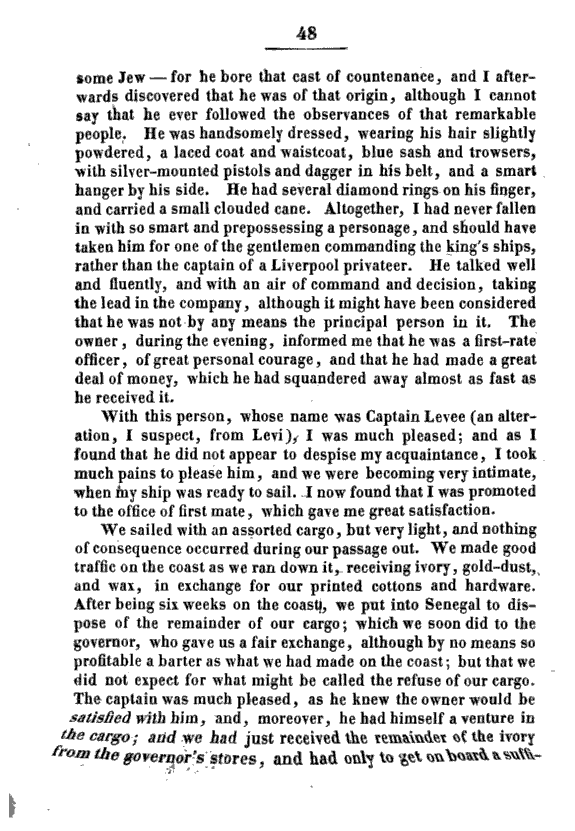 48
some Jew — for he bore that cast of countenance, and I after-
wards discovered that he was of that origin, although I cannot
say that he ever followed the observances of that remarkable
people. He was handsomely dressed, wearing his hair slightly
powdered, a laced coat and waistcoat, blue sash and trowsers,
with silver-mounted pistols and dagger in his belt, and a smart
hanger by his side. He had several diamond rings on his finger,
and carried a small clouded cane. Altogether, I had never fallen
in with so smart and prepossessing a personage, and should have
taken him for one of the gentlemen commanding the king's ships,
rather than the captain of a Liverpool privateer. He talked well
and fluently, and with an air of command and decision, taking
the lead in the company, although it might have been considered
that he was not by any means the principal person in it. The
owner, during the evening, informed me that he was a first-rate
officer, of great personal courage, and that he had made a great
deal of money, which he had squandered away almost as fast as
he received it.
With this person, whose name was Captain Levee (an alter-
ation, I suspect, from Levi), I was much pleased; and as I
found that he did not appear to despise my acquaintance, I took
much pains to please him, and we were becoming very intimate,
when my ship was ready to sail. I now found that I was promoted
to the office of first mate, which gave me great satisfaction.
We sailed with an assorted cargo, but very light, and nothing
of consequence occurred during our passage out. We made good
traffic on the coast as we ran down it, receiving ivory, gold-dust,
and wax, in exchange for our printed cottons and hardware.
After being six weeks on the coast, we put into Senegal to dis-
pose of the remainder of our cargo; which we soon did to the
governor, who gave us a fair exchange, although by no means so
profitable a barter as what we had made on the coast; but that we
did not expect for what might be called the refuse of our cargo.
The captain was much pleased, as he knew the owner would be
satisfied with him, and, moreover, he had himself a venture in
the cargo; and we had just received the remainder of the ivory
from the governor's stores, and had only to get on board a suffi-